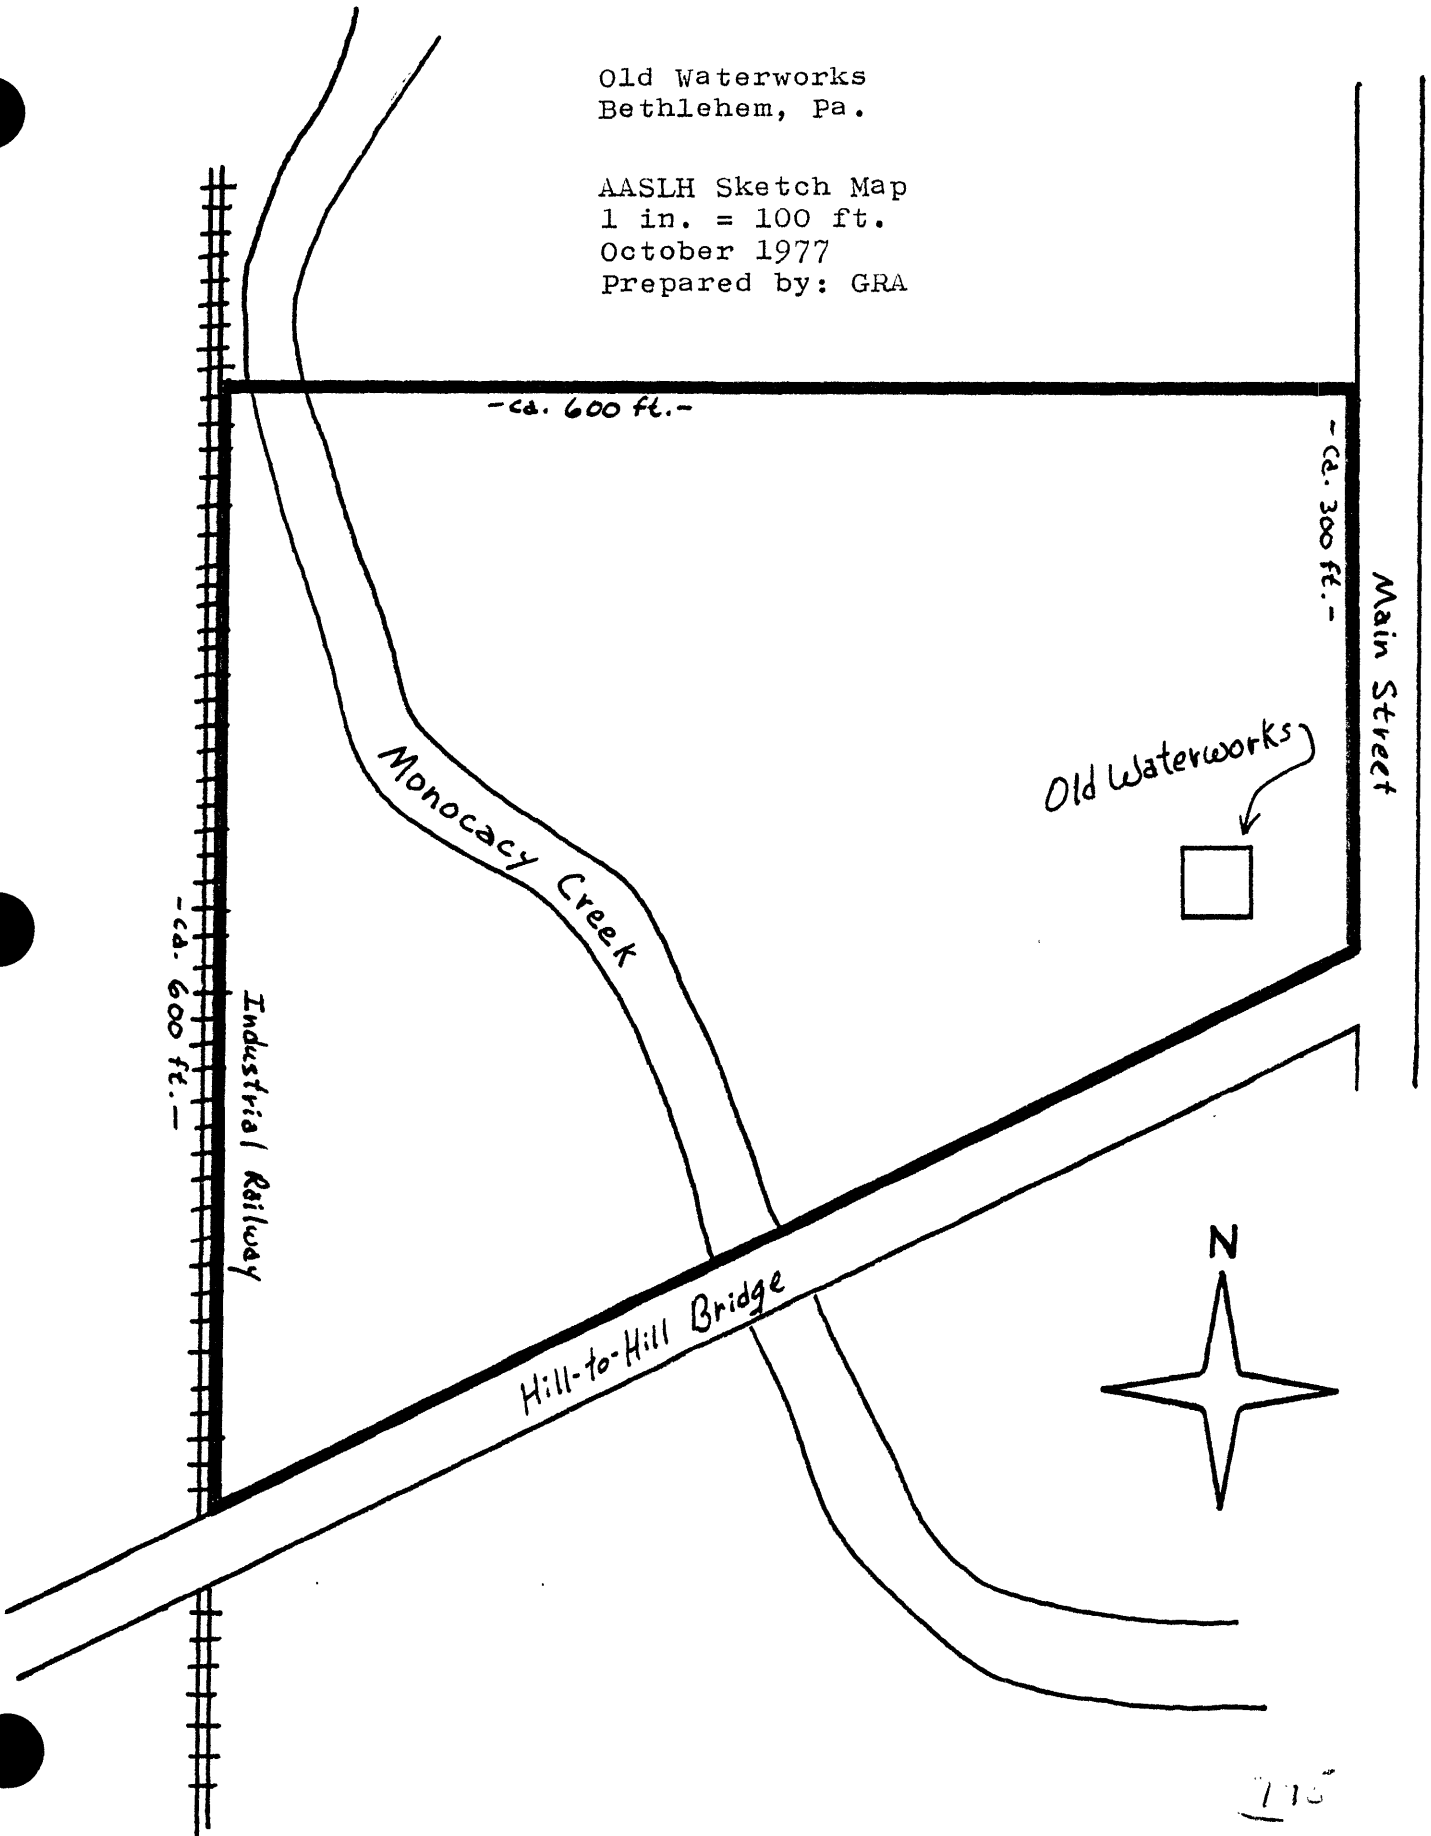 Old Waterworks
Bethlehem, Pa.
AASLH Sketch Map
1 in. = 100 ft.
October 1977
Prepared by: GRA
-ca. 600 ft.-
-ca. 300 ft.-
Main Street
Old Waterworks
Monocacy Creek
-ca. 600 ft.-
Industrial Railway
Hill-to-Hill Bridge
N